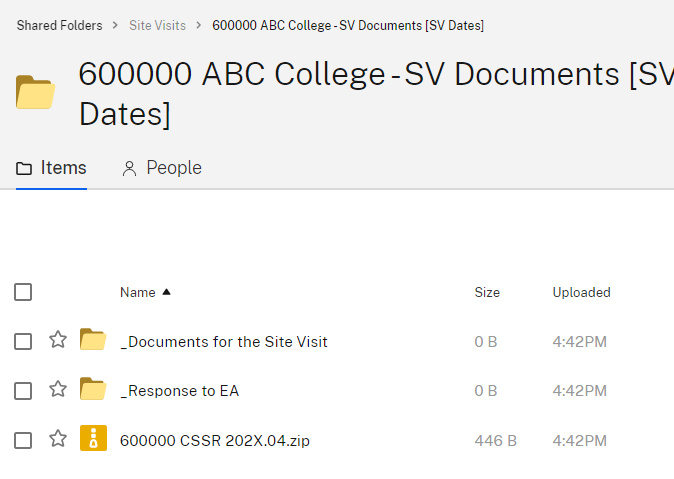 Shared Folders > Site Visits > 600000 ABC College - SV Documents [SV Dates]
600000 ABC College - SV Documents [SV
Dates]
Items People
Name Size Uploaded
_Documents for the Site Visit 0 B 4:42PM
_Response to EA 0 B 4:42PM
600000 CSSR 202X.04.zip 446 B 4:42PM